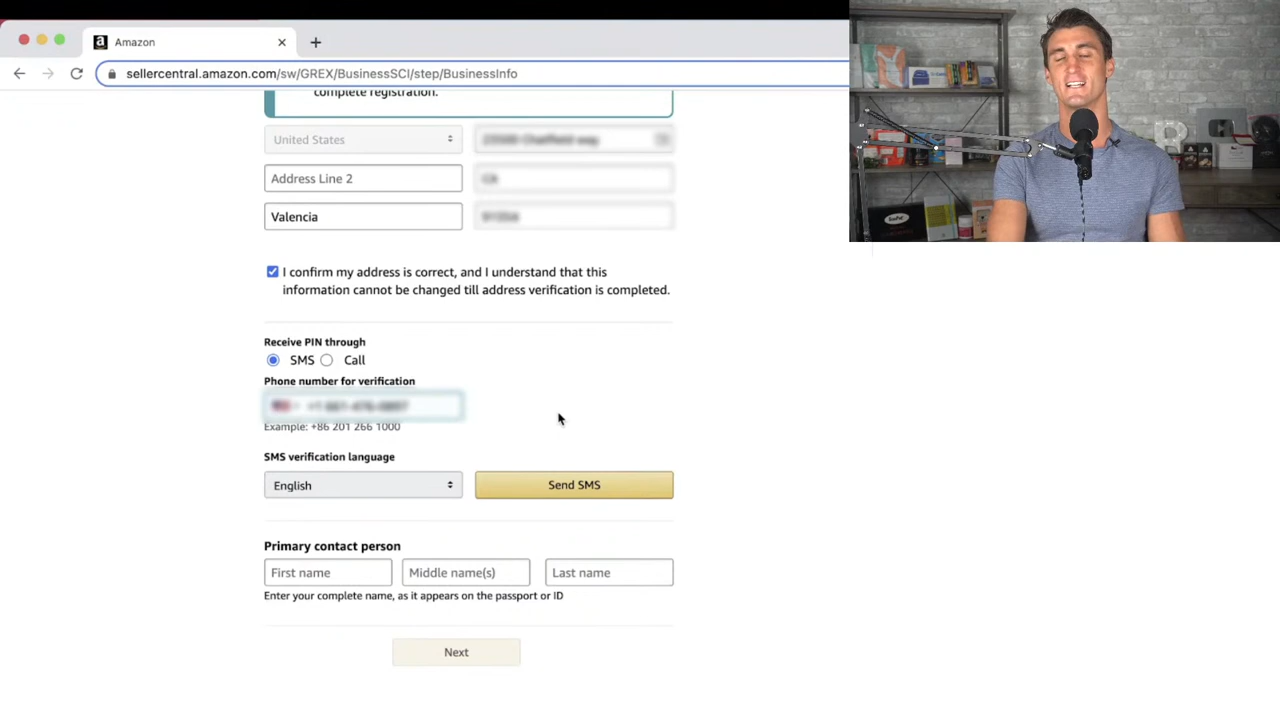 Amazon
sellercentral.amazon.com/sw/GREX/BusinessSCI/step/BusinessInfo
complete registration.
United States
Address Line 2
Valencia
I confirm my address is correct, and I understand that this
information cannot be changed till address verification is completed.
Receive PIN through
SMS Call
Phone number for verification
Example: +86 201 266 1000
SMS verification language
English Send SMS
Primary contact person
First name Middle name(s) Last name
Enter your complete name, as it appears on the passport or ID
Next